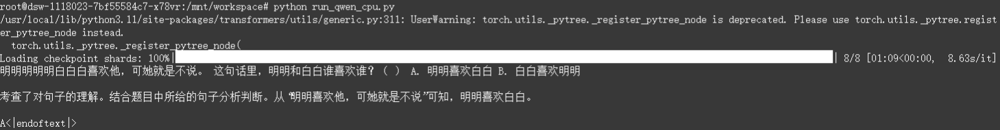 root@dsw-1118023-7bf55584c7-x78vr:/mnt/workspace# python run_qwen_cpu.py
/usr/local/lib/python3.11/site-packages/transformers/utils/generic.py:311: UserWarning: torch.utils._pytree._register_pytree_node is deprecated. Please use torch.utils._pytree.regist
er_pytree_node instead.
  torch.utils._pytree._register_pytree_node(
Loading checkpoint shards: 100%| | 8/8 [01:09<00:00,  8.63s/it]
明明明明明白白白喜欢他，可她就是不说。 这句话里，明明和白白谁喜欢谁？（ ） A. 明明喜欢白白 B. 白白喜欢明明
考查了对句子的理解。结合题目中所给的句子分析判断。从“明明喜欢他，可她就是不说”可知，明明喜欢白白。
A<|endoftext|>